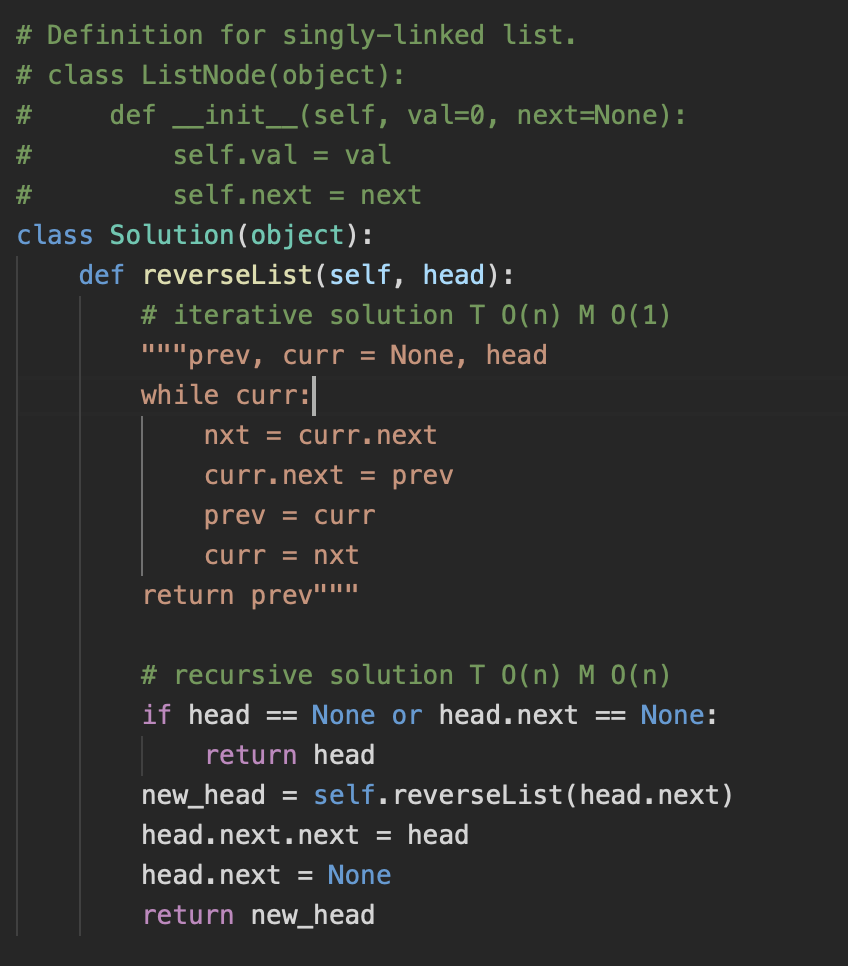 # Definition for singly-linked list.
# class ListNode(object):
#     def __init__(self, val=0, next=None):
#         self.val = val
#         self.next = next
class Solution(object):
    def reverseList(self, head):
        # iterative solution T O(n) M O(1)
        """prev, curr = None, head
        while curr:
            nxt = curr.next
            curr.next = prev
            prev = curr
            curr = nxt
        return prev"""

        # recursive solution T O(n) M O(n)
        if head == None or head.next == None:
            return head
        new_head = self.reverseList(head.next)
        head.next.next = head
        head.next = None
        return new_head